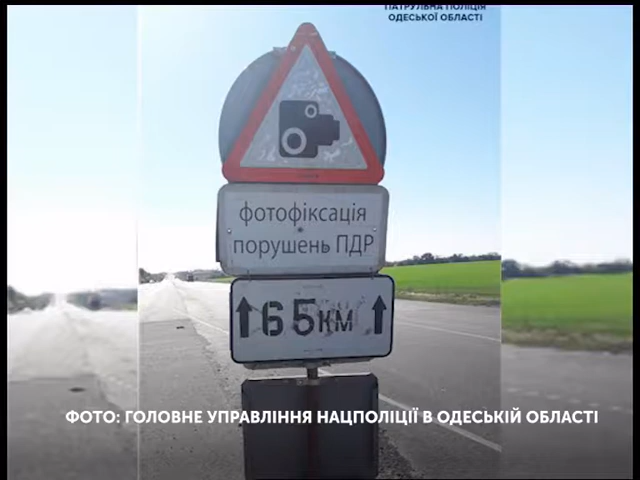 ПАТРУЛЬНА ПОЛІЦІЯ
ОДЕСЬКОЇ ОБЛАСТІ
фотофіксація
порушень ПДР
65км
ФОТО: ГОЛОВНЕ УПРАВЛІННЯ НАЦПОЛІЦІЇ В ОДЕСЬКІЙ ОБЛАСТІ